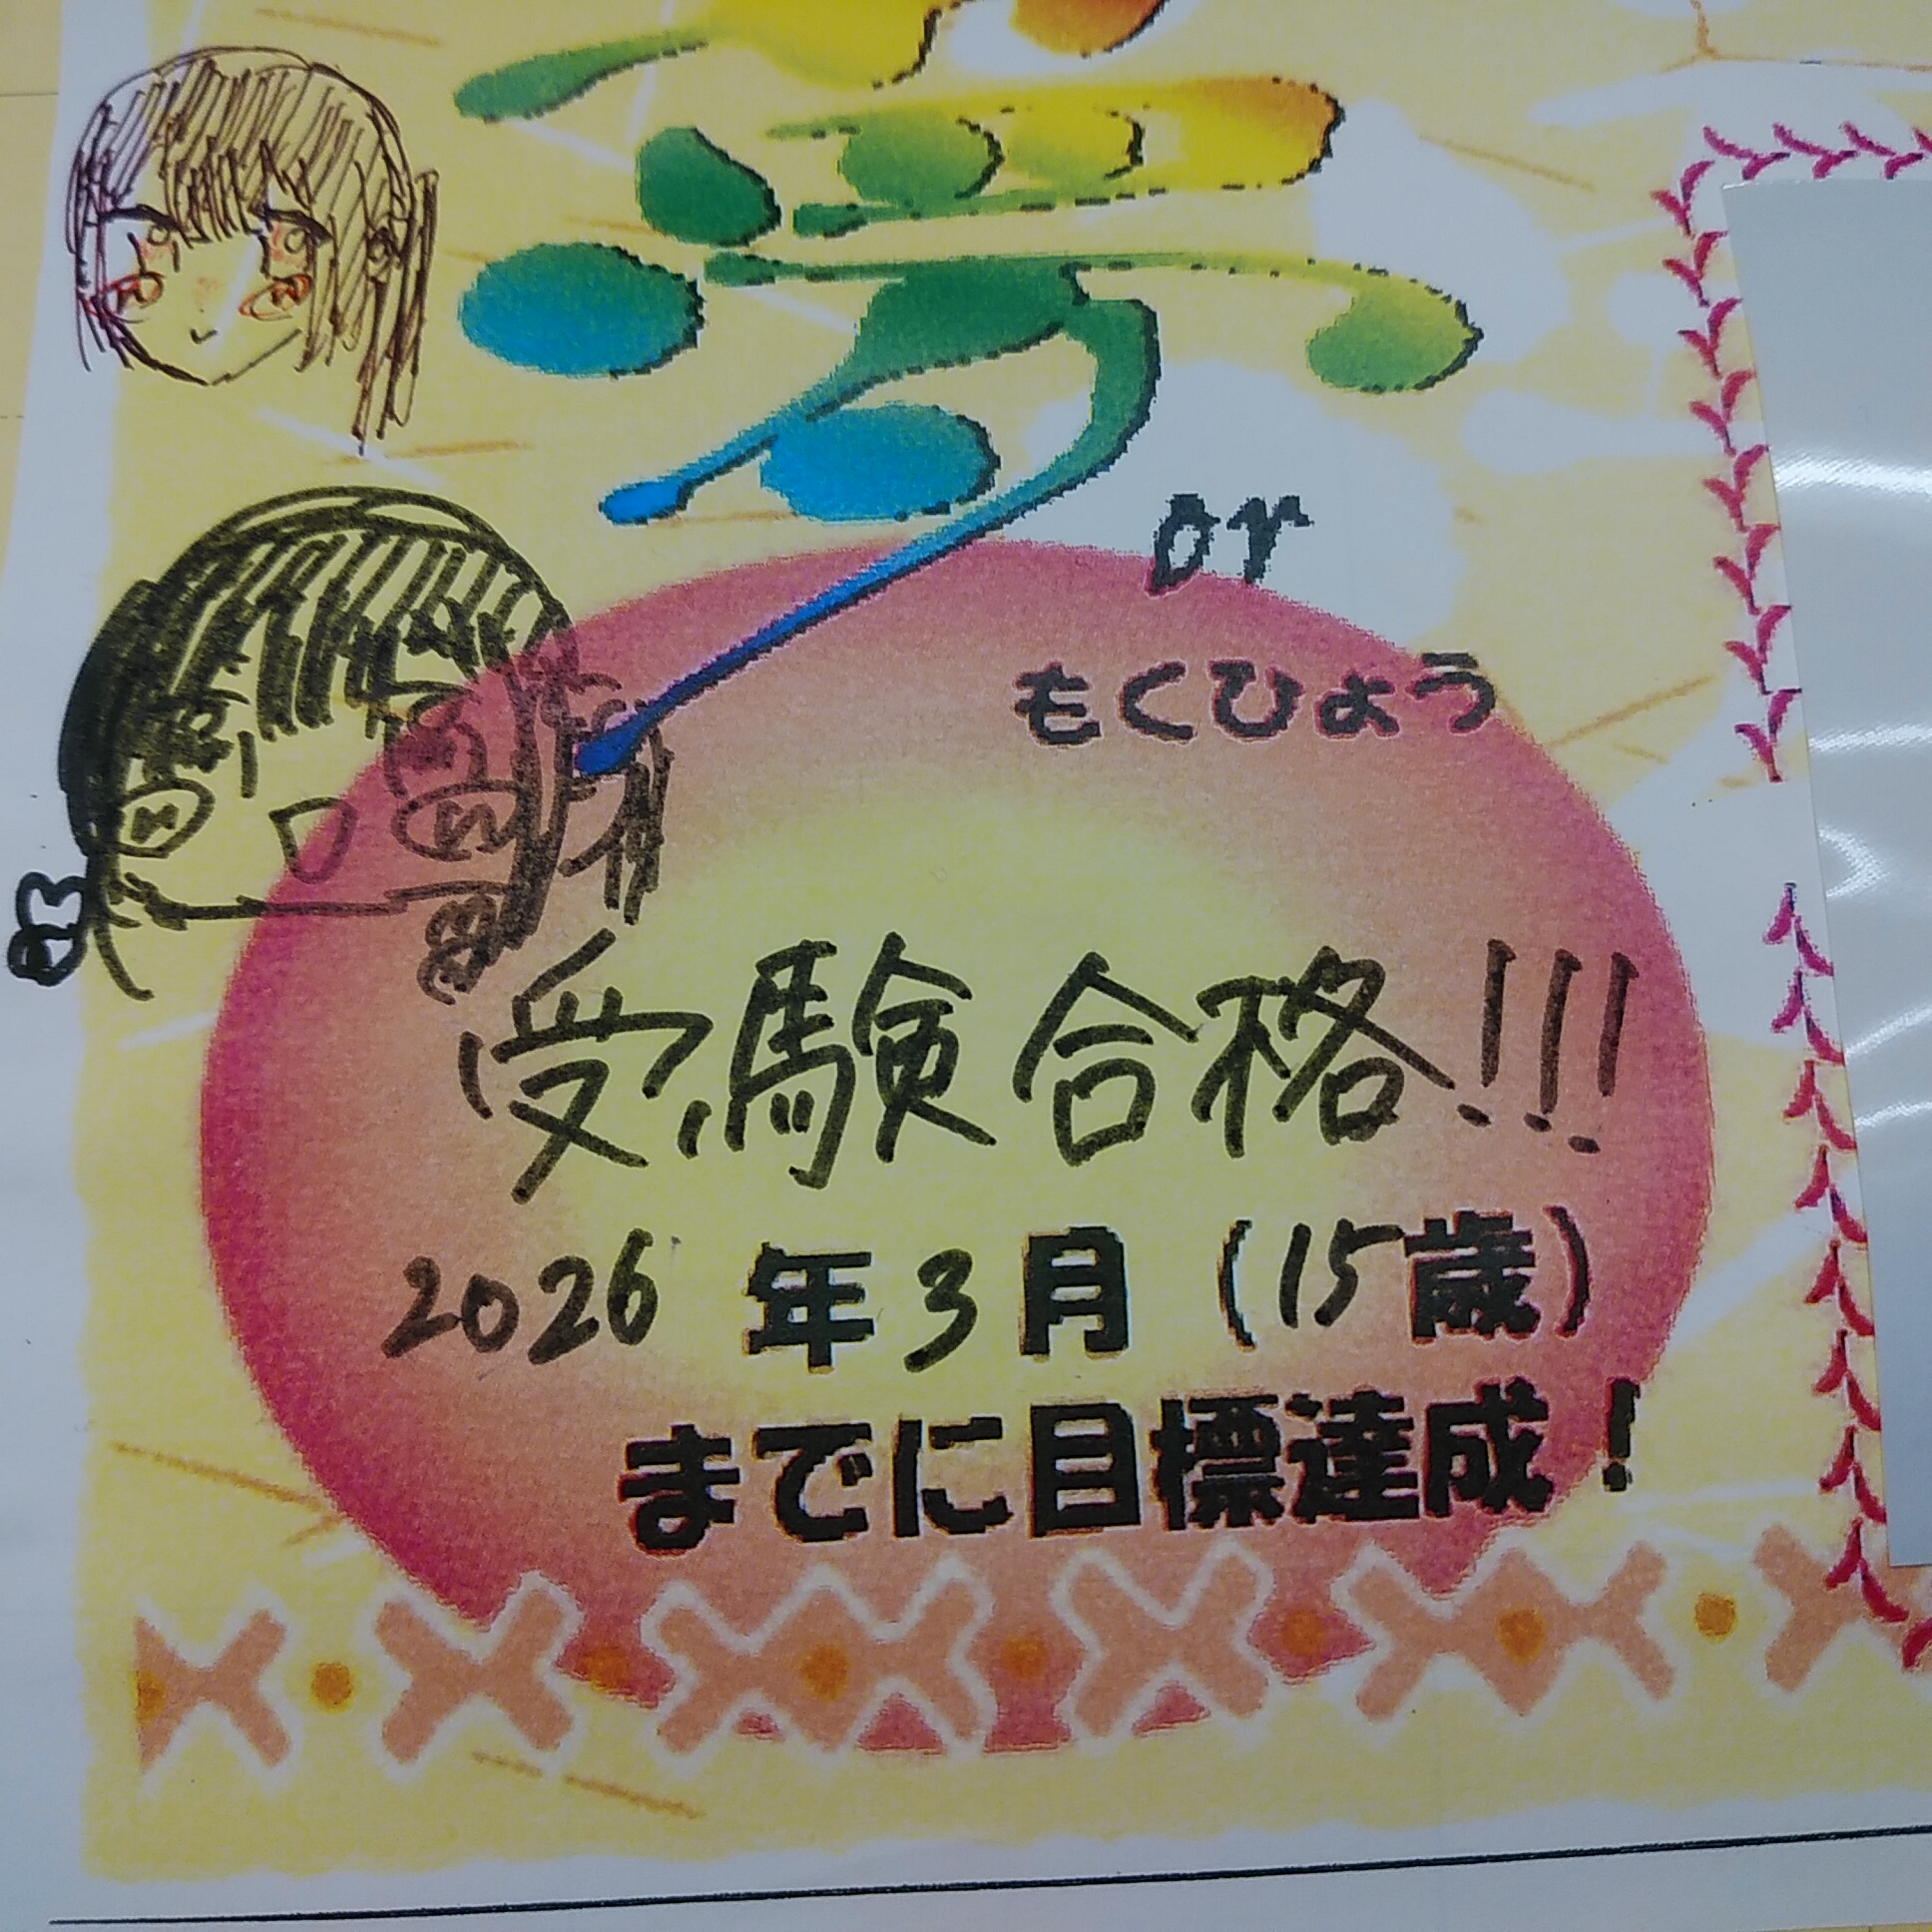 夢
or
もくひょう
受験合格!!!
2026年3月(15歳)
までに目標達成!